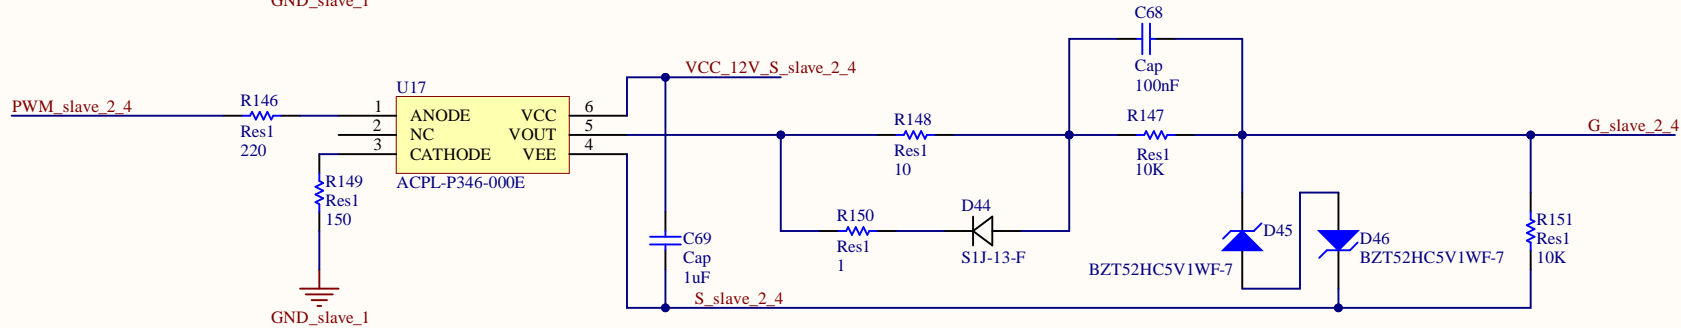 GND_slave_1
C68
Cap
100nF
VCC_12V_S_slave_2_4
U17
PWM_slave_2_4
R146
Res1
220
1
2
3
ANODE
NC
CATHODE
VCC
VOUT
VEE
6
5
4
ACPL-P346-000E
R148
Res1
10
R147
Res1
10K
G_slave_2_4
R149
Res1
150
R150
Res1
1
D44
S1J-13-F
C69
Cap
1uF
D45
BZT52HC5V1WF-7
D46
BZT52HC5V1WF-7
R151
Res1
10K
S_slave_2_4
GND_slave_1